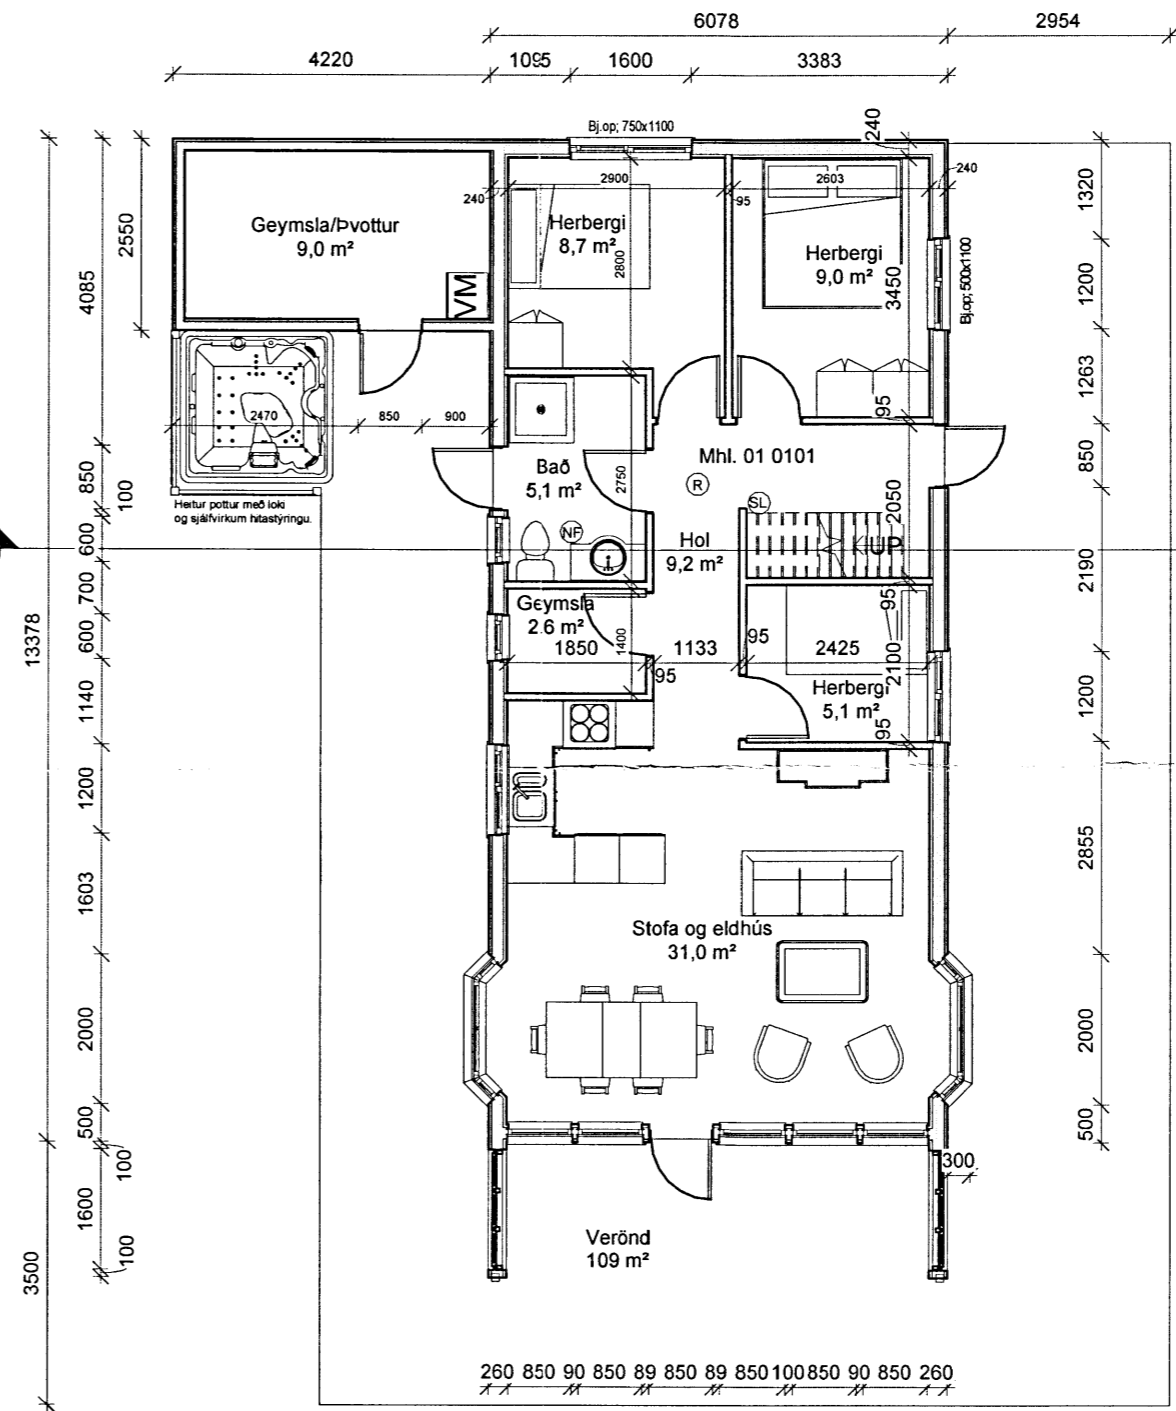 6078 2954
4220 1095 1600 3383
Bj.op; 750x1100
240
2900 2603
240 95 240
Geymsla/Þvottur
9,0 m²
VM
Herbergi
8,7 m²
2800
Herbergi
9,0 m²
3450
Bj.op; 500x1100
2550
4085
13378
3500
850
100
600
700
600
1140
1200
1603
2000
500
100
1600
100
1320
1200
1263
850
2190
1200
2855
2000
500
300
2470 850 900
Heitur pottur með loki
og sjálfvirkum hitastýringu.
95
Bað
5,1 m²
2750
NF
Mhl. 01 0101
R
SL
2050
UP
Hol
9,2 m²
95
Geymsla
2.6 m²
1400
1850 1133 2425
95 95
2100
Herbergi
5,1 m²
95
Stofa og eldhús
31,0 m²
Verönd
109 m²
260 850 90 850 89 850 89 850 100 850 90 850 260